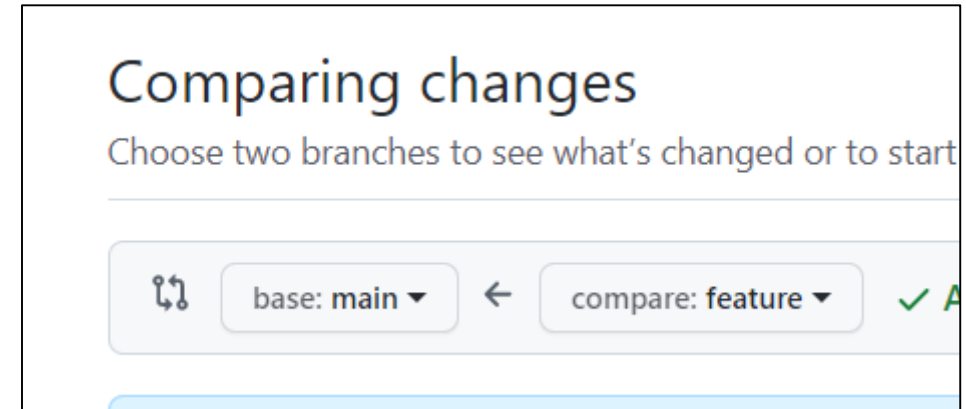 Comparing changes
Choose two branches to see what's changed or to start
base: main compare: feature